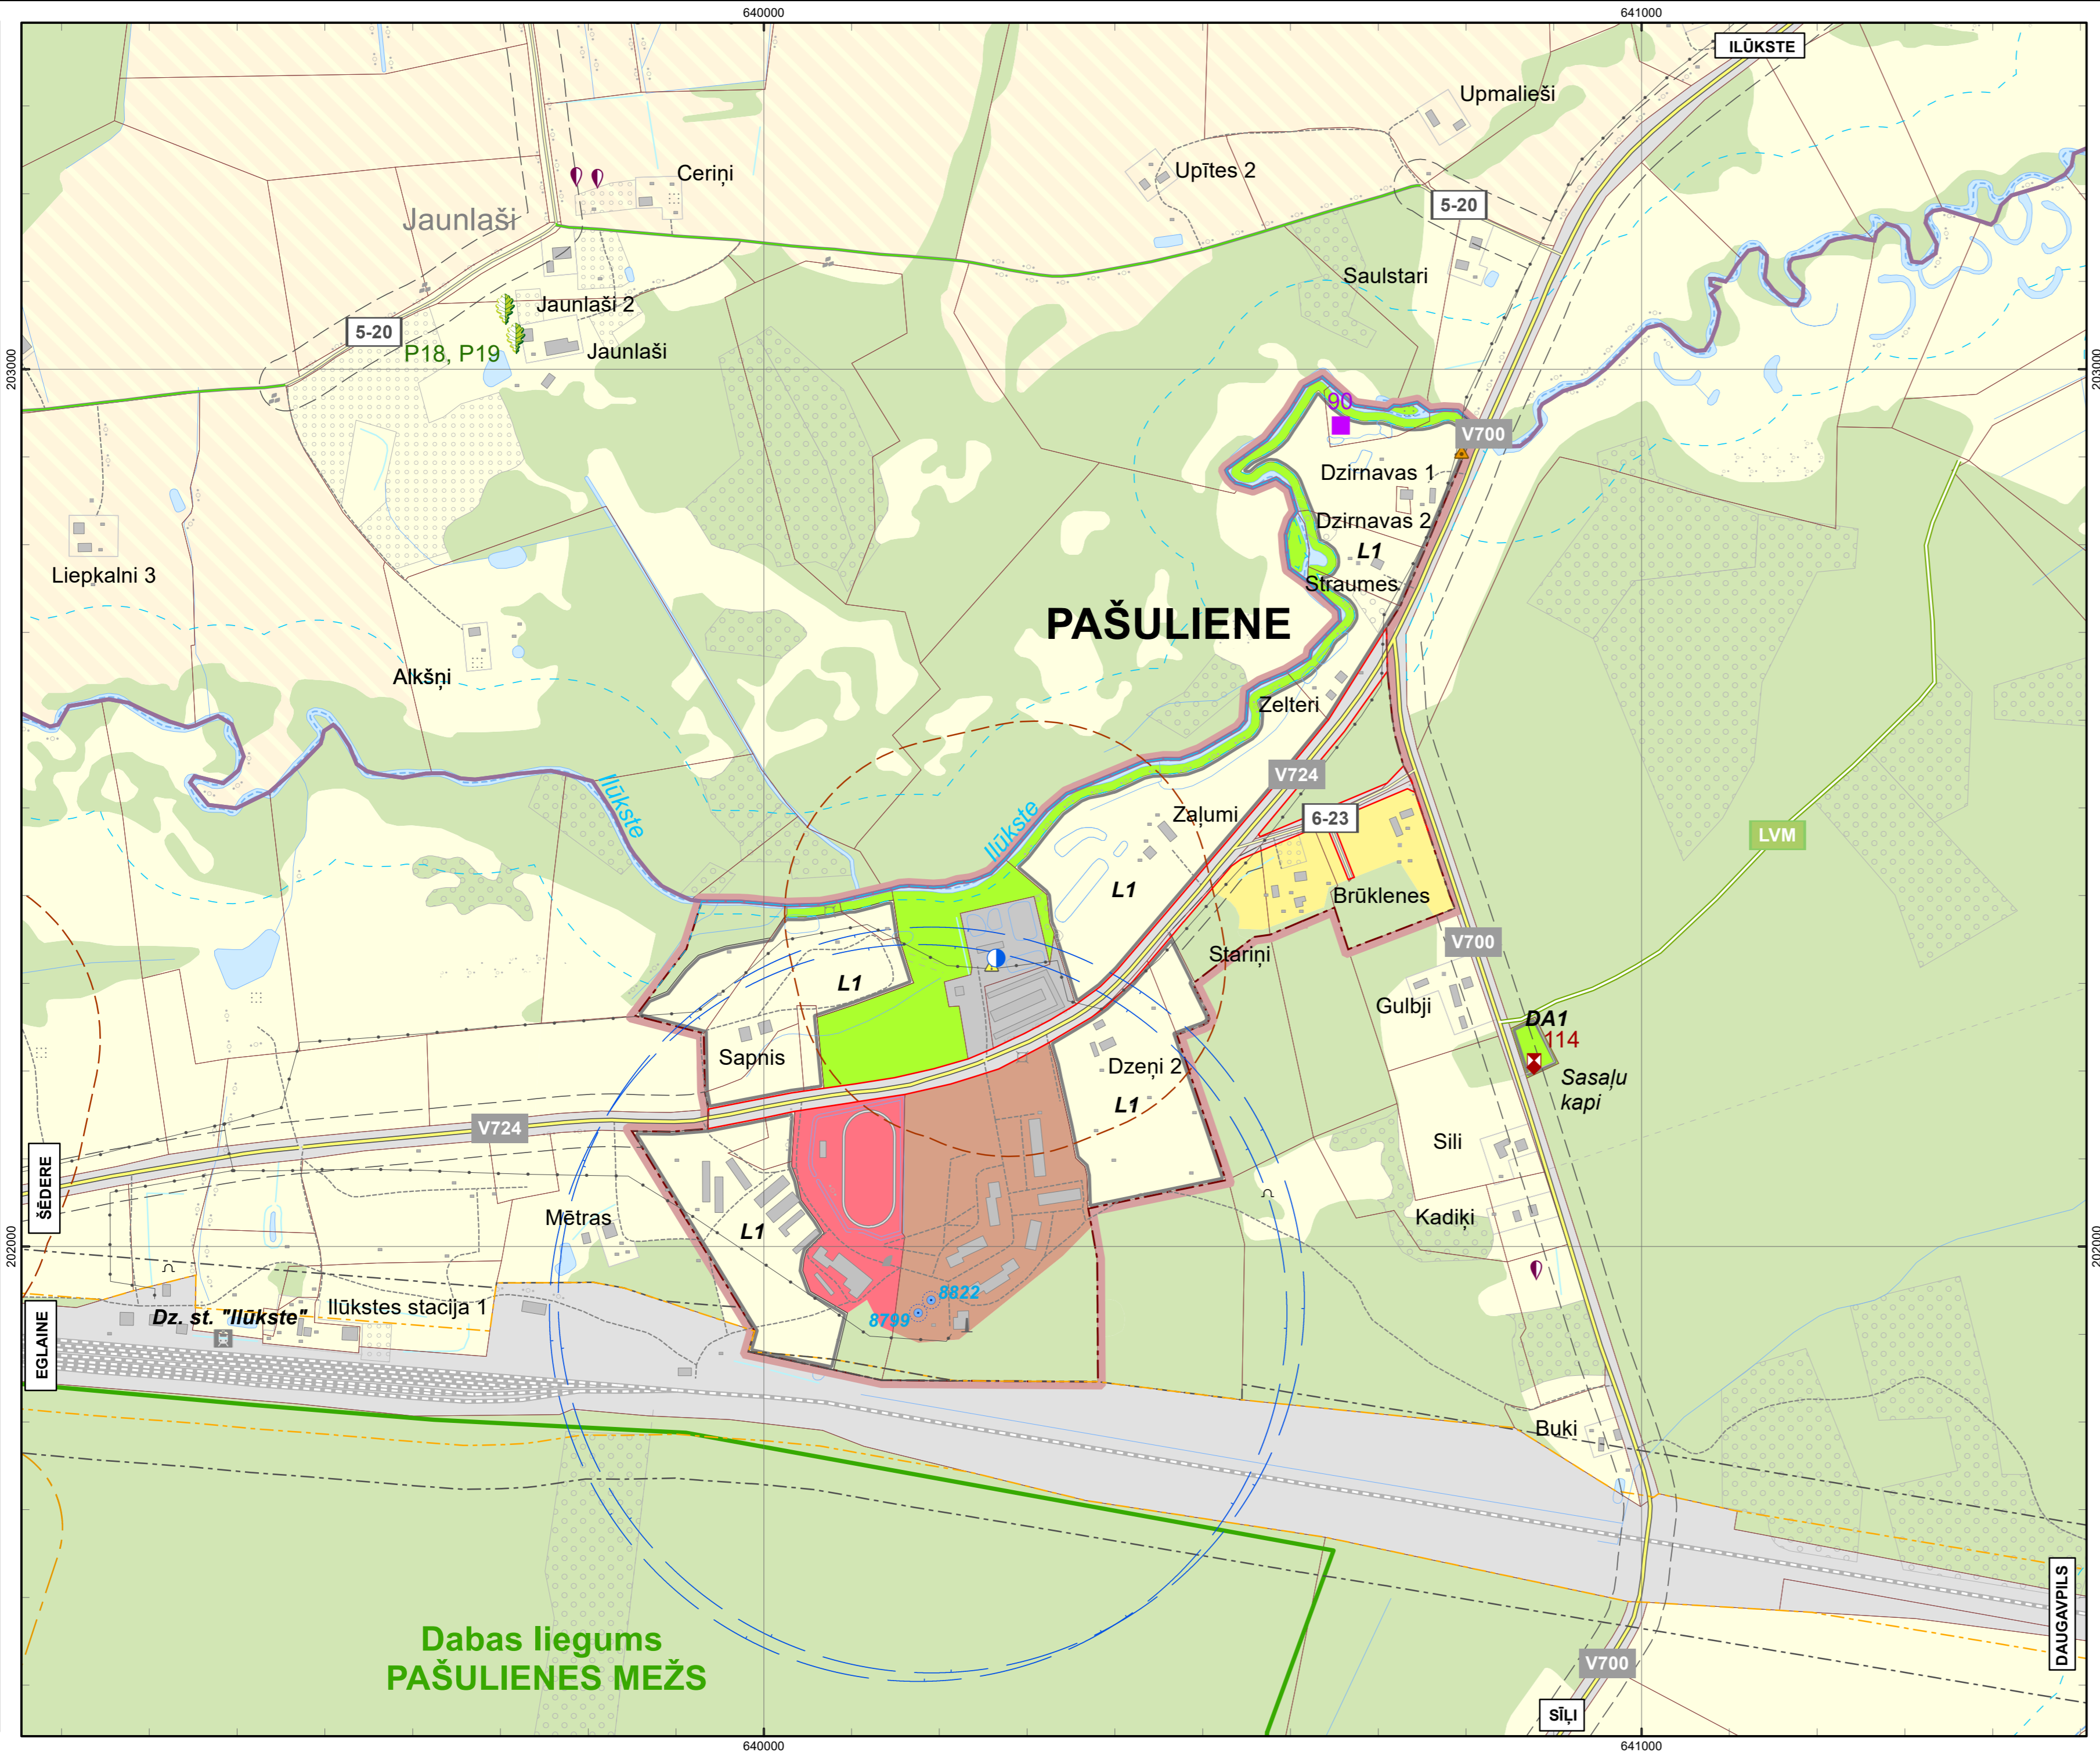 640000
641000
ILŪKSTE
Upmalieši
Ceriņi
Upītes 2
5-20
Jaunlaši
Saulstari
Jaunlaši 2
5-20
P18, P19
Jaunlaši
203000
203000
90
V700
Dzirnavas 1
Dzirnavas 2
L1
Liepkalni 3
Straumes
PAŠULIENE
Alkšņi
Zelteri
V724
Ilūkste
Ilūkste
Zaļumi
6-23
LVM
L1
Brūklenes
V700
Stariņi
L1
Gulbji
DA1
114
Sapnis
Dzeņi 2
Sasaļu
kapi
L1
V724
Sili
ŠĒDERE
Metras
L1
Kadiķi
202000
202000
8822
8799
Dz. st. "Ilūkste"
Ilūkstes stacija 1
EGLAINE
Buki
Dabas liegums
PAŠULIENES MEŽS
DAUGAVPILS
V700
SĪĻI
640000
641000